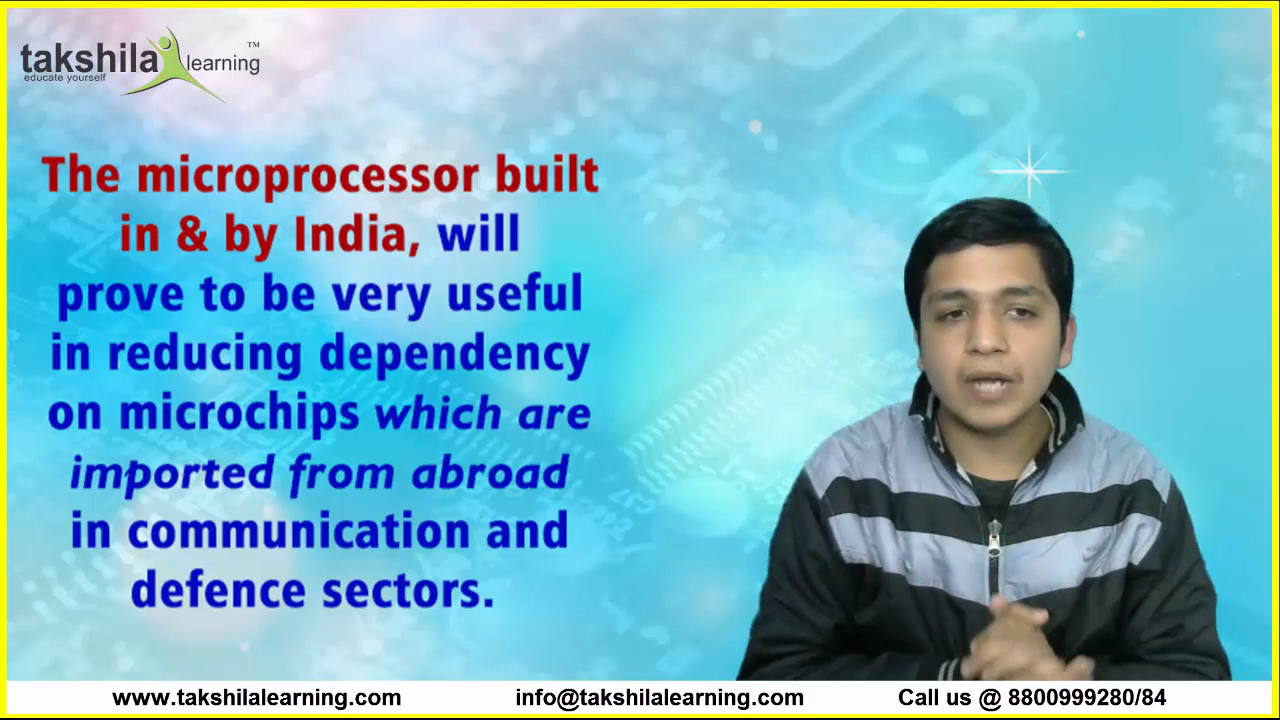 takshila learning™
educate yourself
The microprocessor built
in & by India, will
prove to be very useful
in reducing dependency
on microchips which are
imported from abroad
in communication and
defence sectors.
www.takshilalearning.com info@takshilalearning.com Call us @ 8800999280/84